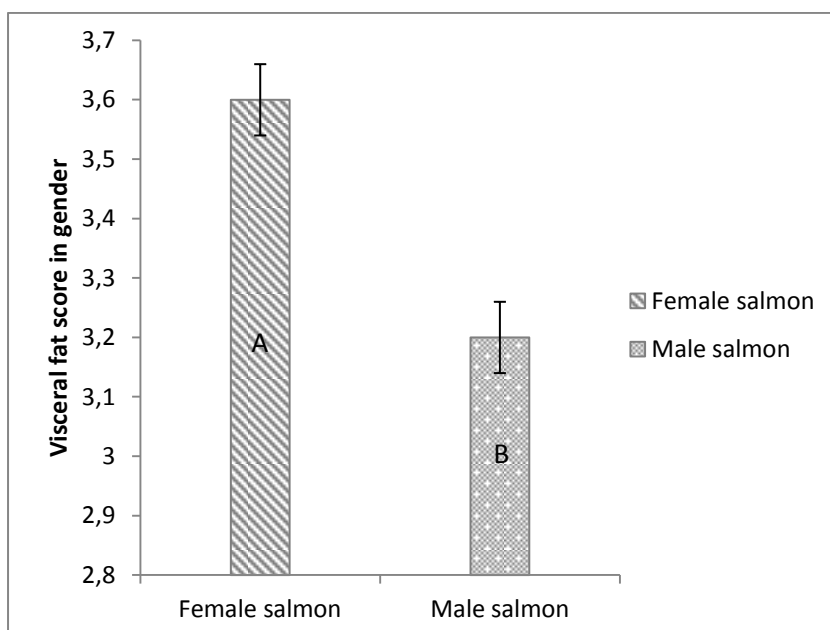 Visceral fat score in gender
3,7
3,6
3,5
3,4
3,3
3,2
3,1
3
2,9
2,8
A
B
Female salmon
Male salmon
Female salmon
Male salmon